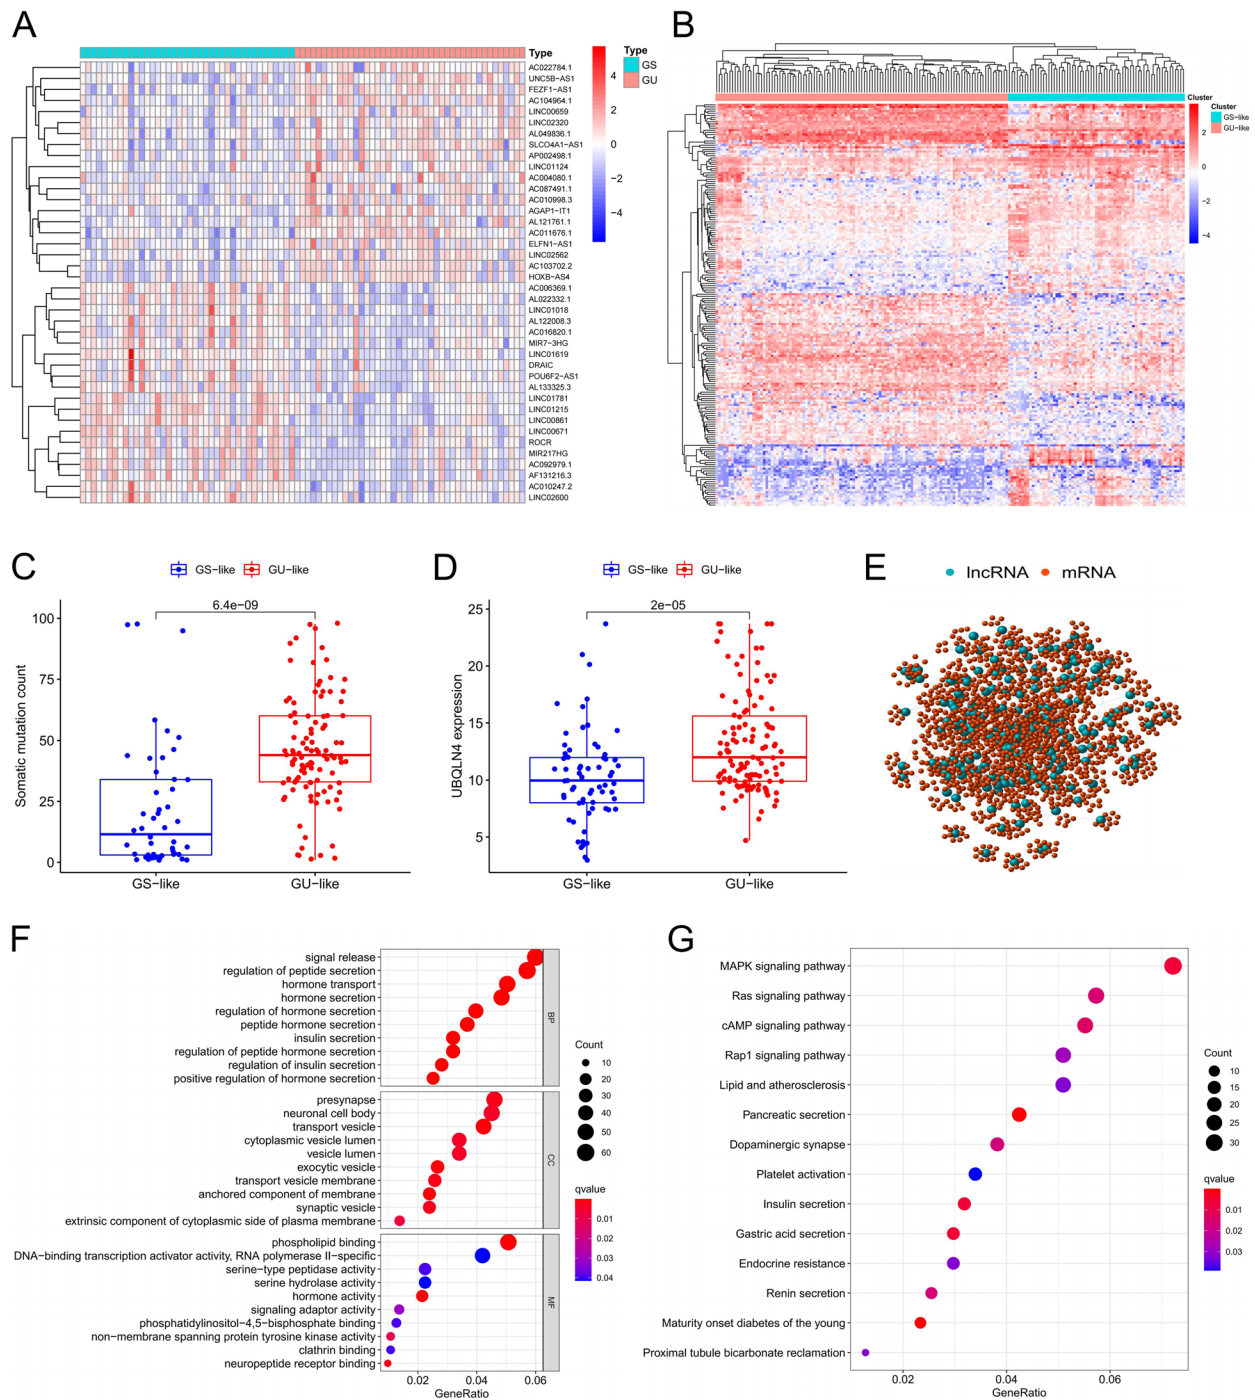 A
Type
4
2
0
−2
−4
Type
GS
GU
AC022784.1
UNC5B−AS1
FEZF1−AS1
AC104964.1
LINC00659
LINC02320
AL049836.1
SLCO4A1−AS1
AP002498.1
LINC01124
AC004080.1
AC087491.1
AC010998.3
AGAP1−IT1
AL121761.1
AC011676.1
ELFN1−AS1
LINC02562
AC103702.2
HOXB−AS4
AC006369.1
AL022332.1
LINC01018
AL122008.3
AC016820.1
MIR7−3HG
LINC01619
DRAIC
POU6F2−AS1
AL133325.3
LINC01781
LINC01215
LINC00861
LINC00671
ROCR
MIR217HG
AC092979.1
AF131216.3
AC010247.2
LINC02600
B
Cluster
2
0
−2
−4
Cluster
GS−like
GU−like
C
GS−like GU−like
6.4e−09
Somatic mutation count
100
75
50
25
0
GS−like GU−like
D
GS−like GU−like
2e−05
UBQLN4 expression
25
20
15
10
5
GS−like GU−like
E
lncRNA mRNA
F
signal release
regulation of peptide secretion
hormone transport
hormone secretion
regulation of hormone secretion
peptide hormone secretion
insulin secretion
regulation of peptide hormone secretion
regulation of insulin secretion
positive regulation of hormone secretion
BP
presynapse
neuronal cell body
transport vesicle
cytoplasmic vesicle lumen
vesicle lumen
exocytic vesicle
transport vesicle membrane
anchored component of membrane
synaptic vesicle
extrinsic component of cytoplasmic side of plasma membrane
CC
phospholipid binding
DNA−binding transcription activator activity, RNA polymerase II−specific
serine−type peptidase activity
serine hydrolase activity
hormone activity
signaling adaptor activity
phosphatidylinositol−4,5−bisphosphate binding
non−membrane spanning protein tyrosine kinase activity
clathrin binding
neuropeptide receptor binding
MF
0.02 0.04 0.06
GeneRatio
Count
10
20
30
40
50
60
qvalue
0.01
0.02
0.03
0.04
G
MAPK signaling pathway
Ras signaling pathway
cAMP signaling pathway
Rap1 signaling pathway
Lipid and atherosclerosis
Pancreatic secretion
Dopaminergic synapse
Platelet activation
Insulin secretion
Gastric acid secretion
Endocrine resistance
Renin secretion
Maturity onset diabetes of the young
Proximal tubule bicarbonate reclamation
0.02 0.04 0.06
GeneRatio
Count
10
15
20
25
30
qvalue
0.01
0.02
0.03